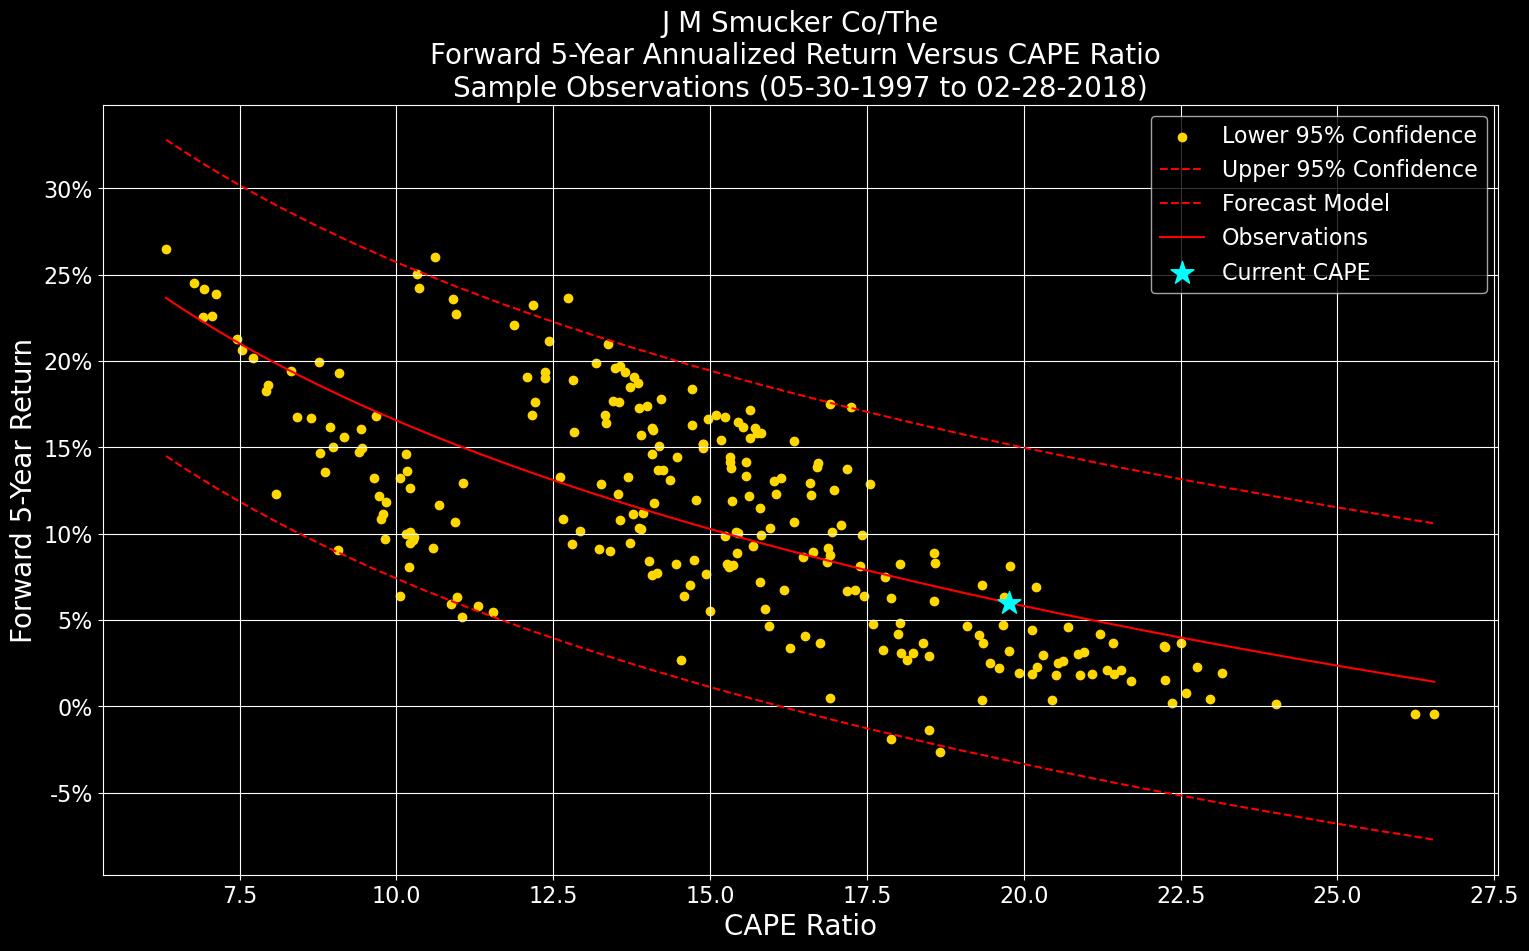 J M Smucker Co/The
Forward 5-Year Annualized Return Versus CAPE Ratio
Sample Observations (05-30-1997 to 02-28-2018)
Lower 95% Confidence
Upper 95% Confidence
Forecast Model
Observations
Current CAPE
Forward 5-Year Return
30%
25%
20%
15%
10%
5%
0%
-5%
7.5 10.0 12.5 15.0 17.5 20.0 22.5 25.0 27.5
CAPE Ratio